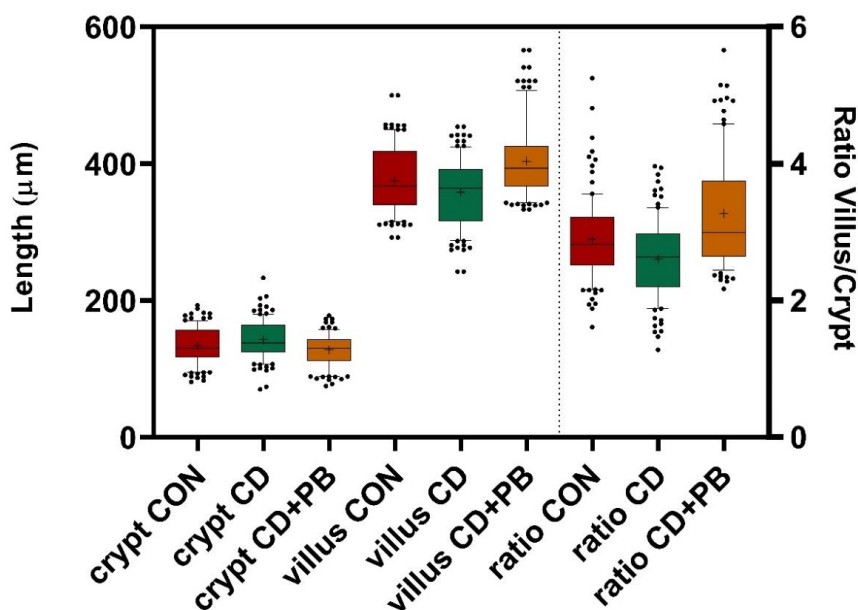 Length (μm)
600
400
200
0
crypt CON
crypt CD
crypt CD+PB
villus CON
villus CD
villus CD+PB
ratio CON
ratio CD
ratio CD+PB
6
4
2
0
Ratio Villus/Crypt